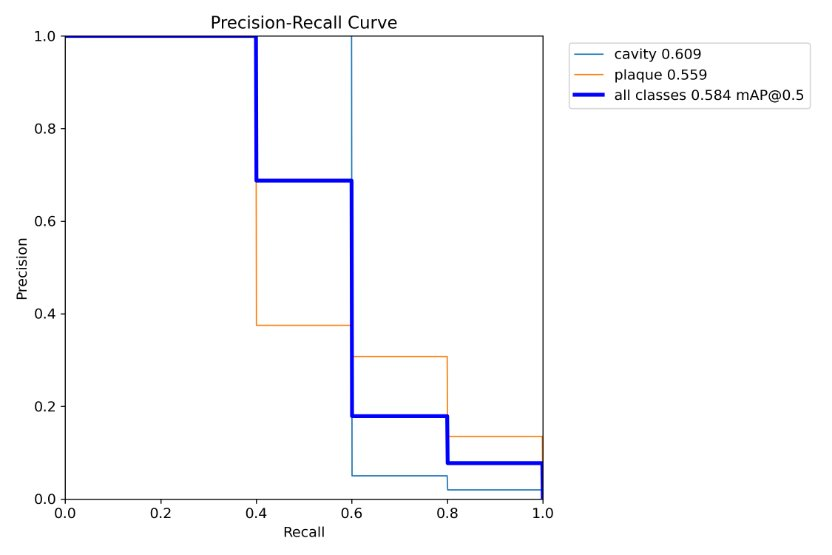 Precision-Recall Curve
cavity 0.609
plaque 0.559
all classes 0.584 mAP@0.5
1.0
0.8
0.6
0.4
0.2
0.0
Precision
0.0 0.2 0.4 0.6 0.8 1.0
Recall